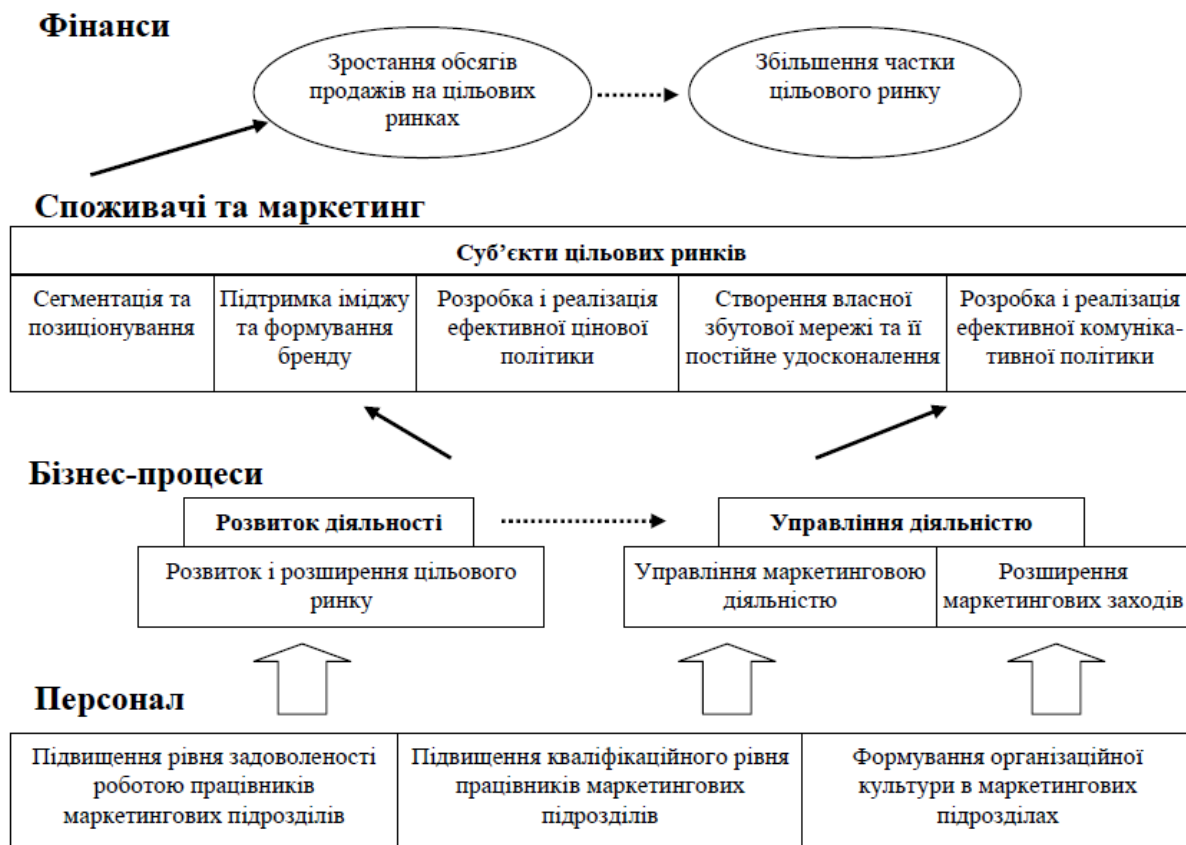 Фінанси
Зростання обсягів
продажів на цільових
ринках
Збільшення частки
цільового ринку
Споживачі та маркетинг
Суб’єкти цільових ринків
Сегментація та
позиціонування
Підтримка іміджу
та формування
бренду
Розробка і реалізація
ефективної цінової
політики
Створення власної
збутової мережі та її
постійне удосконалення
Розробка і реалізація
ефективної комуніка-
тивної політики
Бізнес-процеси
Розвиток діяльності
Управління діяльністю
Розвиток і розширення цільового
ринку
Управління маркетинговою
діяльністю
Розширення
маркетингових заходів
Персонал
Підвищення рівня задоволеності
роботою працівників
маркетингових підрозділів
Підвищення кваліфікаційного рівня
працівників маркетингових
підрозділів
Формування організаційної
культури в маркетингових
підрозділах